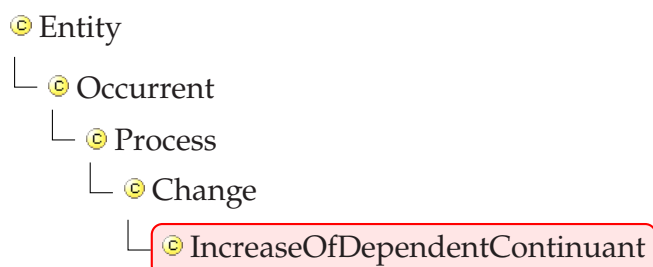 Entity
Occurrent
Process
Change
IncreaseOfDependentContinuant